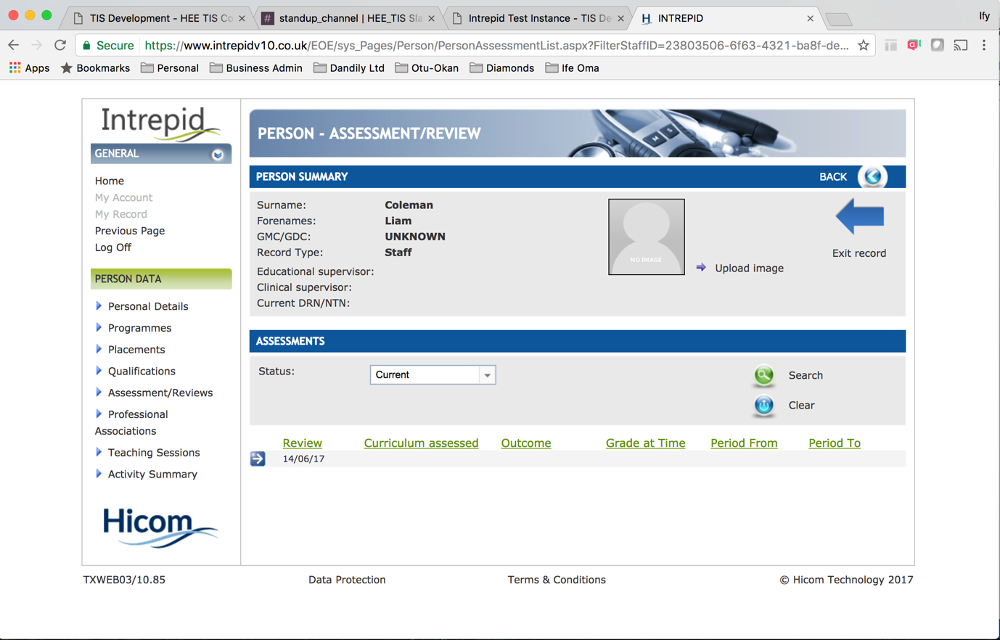 TIS Development - HEE TIS Co
standup_channel | HEE_TIS Sla
Intrepid Test Instance - TIS De
INTREPID
Ify
Secure https://www.intrepidv10.co.uk/EOE/sys_Pages/Person/PersonAssessmentList.aspx?FilterStaffID=23803506-6f63-4321-ba8f-de...
Apps Bookmarks Personal Business Admin Dandily Ltd Otu-Okan Diamonds Ife Oma
Intrepid
GENERAL
Home
My Account
My Record
Previous Page
Log Off
PERSON DATA
Personal Details
Programmes
Placements
Qualifications
Assessment/Reviews
Professional
Associations
Teaching Sessions
Activity Summary
Hicom
PERSON - ASSESSMENT/REVIEW
M S
PERSON SUMMARY BACK
Surname: Coleman
Forenames: Liam
GMC/GDC: UNKNOWN
Record Type: Staff
Educational supervisor:
Clinical supervisor:
Current DRN/NTN:
NO IMAGE
Upload image
Exit record
ASSESSMENTS
Status: Current
Search
Clear
Review Curriculum assessed Outcome Grade at Time Period From Period To
14/06/17
TXWEB03/10.85 Data Protection Terms & Conditions © Hicom Technology 2017